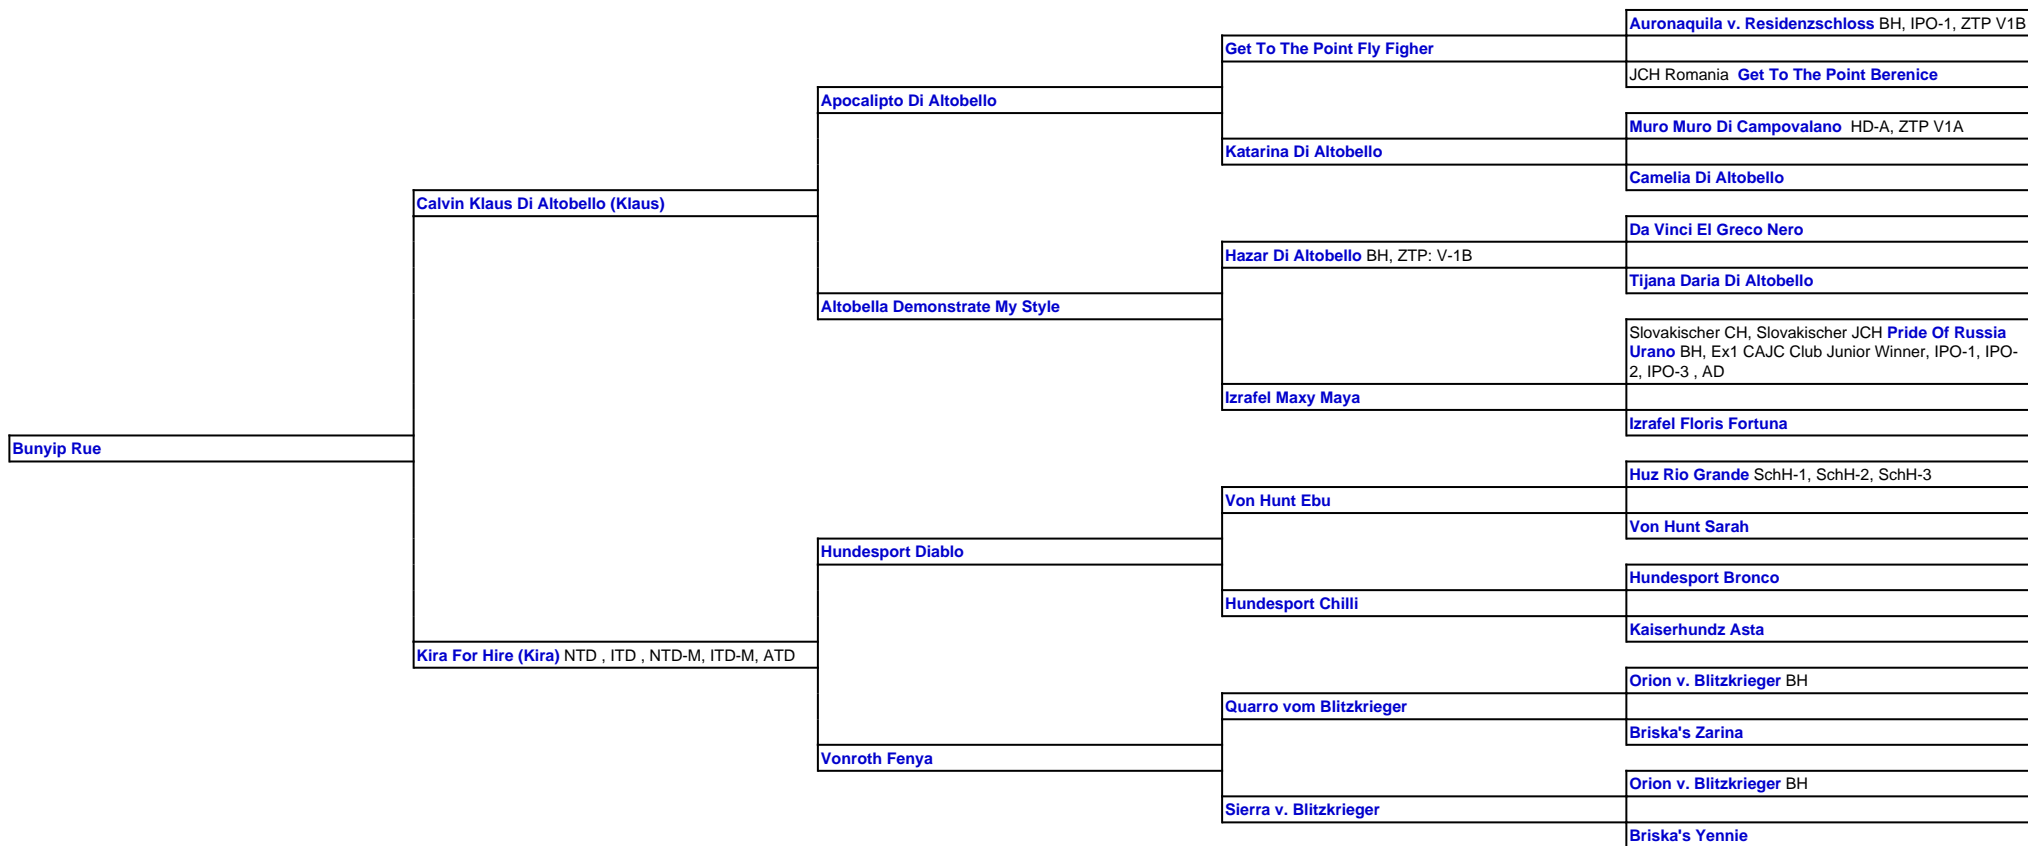 Auronaquila v. Residenzschloss BH, IPO-1, ZTP V1B
Get To The Point Fly Figher
JCH Romania  Get To The Point Berenice
Apocalipto Di Altobello
Muro Muro Di Campovalano  HD-A, ZTP V1A
Katarina Di Altobello
Camelia Di Altobello
Calvin Klaus Di Altobello (Klaus)
Da Vinci El Greco Nero
Hazar Di Altobello BH, ZTP: V-1B
Tijana Daria Di Altobello
Altobella Demonstrate My Style
Slovakischer CH, Slovakischer JCH Pride Of Russia
Urano BH, Ex1 CAJC Club Junior Winner, IPO-1, IPO-
2, IPO-3 , AD
Izrafel Maxy Maya
Izrafel Floris Fortuna
Bunyip Rue
Huz Rio Grande SchH-1, SchH-2, SchH-3
Von Hunt Ebu
Von Hunt Sarah
Hundesport Diablo
Hundesport Bronco
Hundesport Chilli
Kaiserhundz Asta
Kira For Hire (Kira) NTD , ITD , NTD-M, ITD-M, ATD
Orion v. Blitzkrieger BH
Quarro vom Blitzkrieger
Briska's Zarina
Vonroth Fenya
Orion v. Blitzkrieger BH
Sierra v. Blitzkrieger
Briska's Yennie